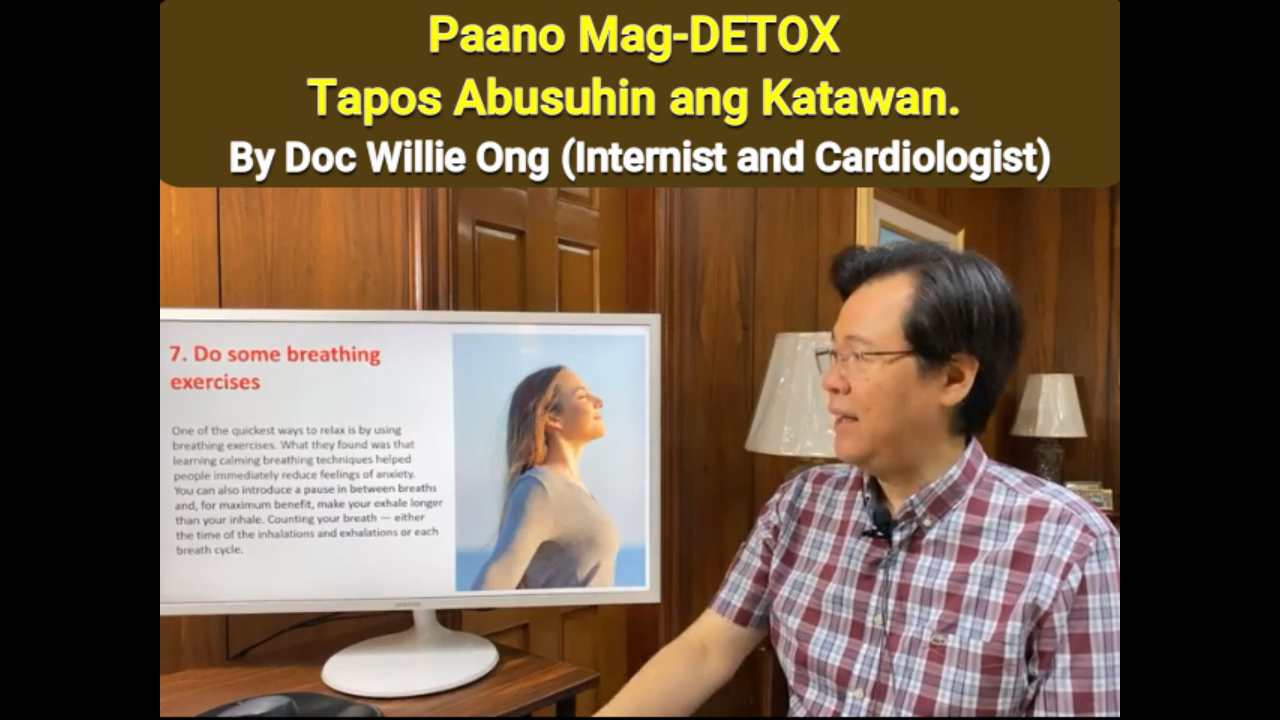 Paano Mag-DETOX
Tapos Abusuhin ang Katawan.
By Doc Willie Ong (Internist and Cardiologist)
7. Do some breathing
exercises
One of the quickest ways to relax is by using
breathing exercises. What they found was that
learning calming breathing techniques helped
people immediately reduce feelings of anxiety.
You can also introduce a pause in between breaths
and, for maximum benefit, make your exhale longer
than your inhale. Counting your breath — either
the time of the inhalations and exhalations or each
breath cycle.
SAMSUNG